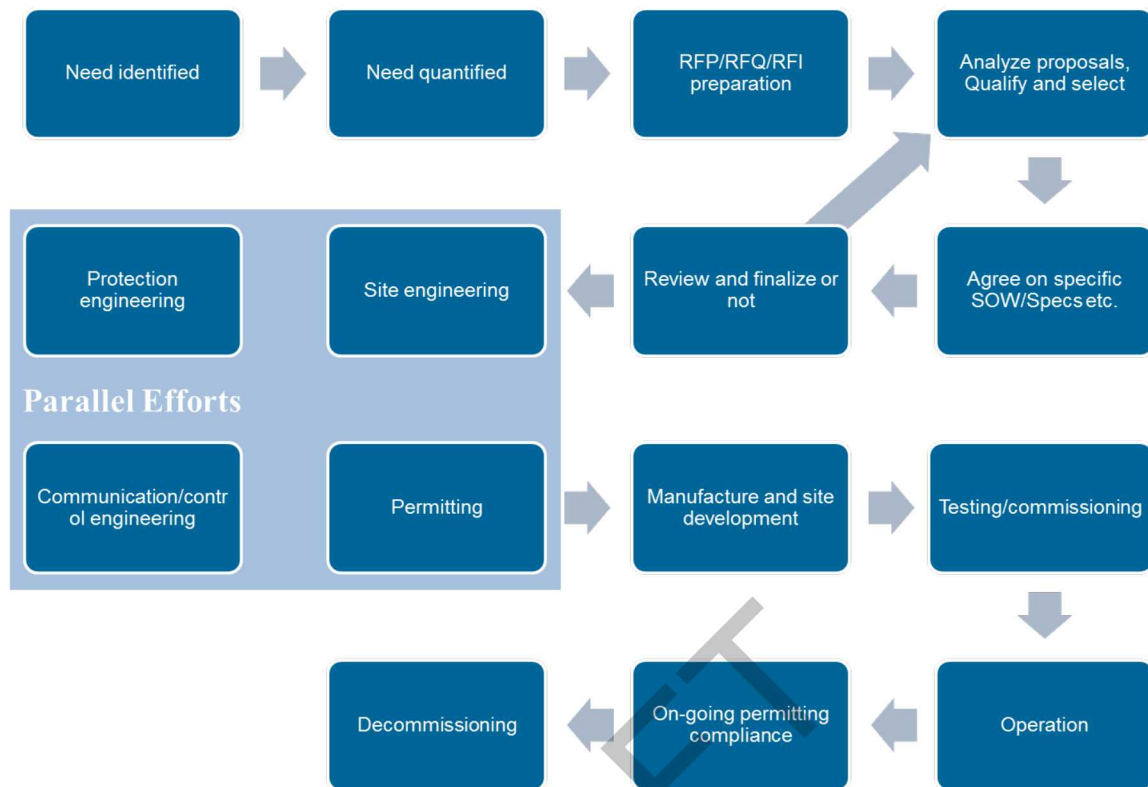 Need identified
Need quantified
RFP/RFQ/RFI
preparation
Analyze proposals,
Qualify and select
Protection
engineering
Site engineering
Review and finalize or
not
Agree on specific
SOW/Specs etc.
Parallel Efforts
Communication/contr
ol engineering
Permitting
Manufacture and site
development
Testing/commissioning
Decommissioning
On-going permitting
compliance
Operation